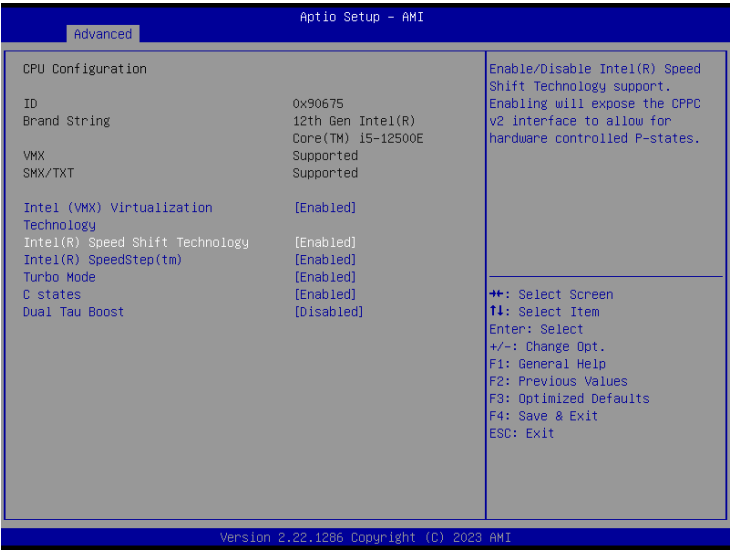 Aptio Setup – AMI
Advanced
CPU Configuration
ID 0x90675
Brand String 12th Gen Intel(R)
Core(TM) i5-12500E
VMX Supported
SMX/TXT Supported
Intel (VMX) Virtualization [Enabled]
Technology
Intel(R) Speed Shift Technology [Enabled]
Intel(R) SpeedStep(tm) [Enabled]
Turbo Mode [Enabled]
C states [Enabled]
Dual Tau Boost [Disabled]
Enable/Disable Intel(R) Speed
Shift Technology support.
Enabling will expose the CPPC
v2 interface to allow for
hardware controlled P-states.
→←: Select Screen
↑↓: Select Item
Enter: Select
+/-: Change Opt.
F1: General Help
F2: Previous Values
F3: Optimized Defaults
F4: Save & Exit
ESC: Exit
Version 2.22.1286 Copyright (C) 2023 AMI